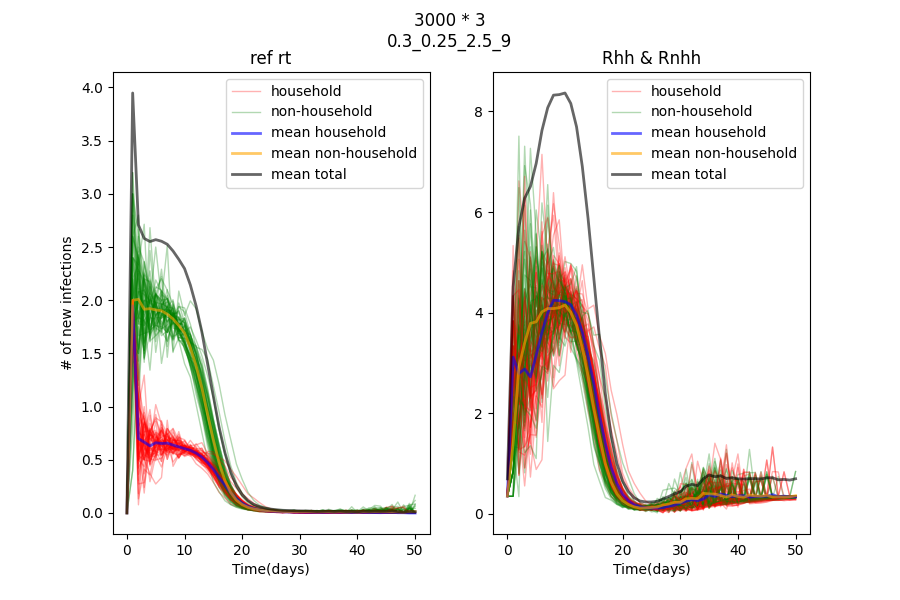 3000 * 3
0.3_0.25_2.5_9
ref rt
# of new infections
4.0
3.5
3.0
2.5
2.0
1.5
1.0
0.5
0.0
household
non-household
mean household
mean non-household
mean total
0 10 20 30 40 50
Time(days)
Rhh & Rnhh
8
6
4
2
0
household
non-household
mean household
mean non-household
mean total
0 10 20 30 40 50
Time(days)